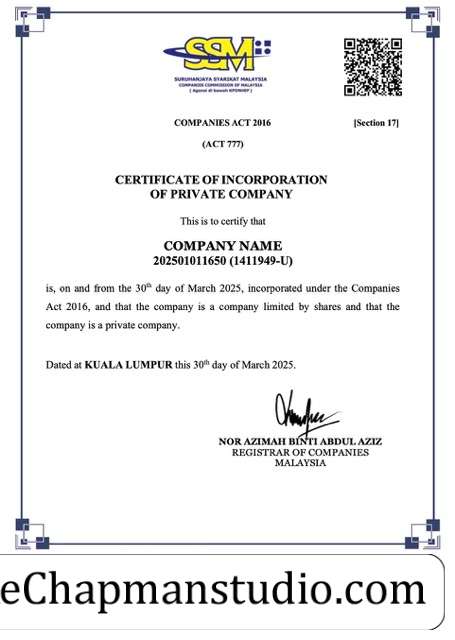 SSM
SURUHANJAYA SYARIKAT MALAYSIA
COMPANIES COMMISSION OF MALAYSIA
( Agensi di bawah KPDNHEP )
COMPANIES ACT 2016 [Section 17]
(ACT 777)
CERTIFICATE OF INCORPORATION
OF PRIVATE COMPANY
This is to certify that
COMPANY NAME
202501011650 (1411949-U)
is, on and from the 30th day of March 2025, incorporated under the Companies
Act 2016, and that the company is a company limited by shares and that the
company is a private company.
Dated at KUALA LUMPUR this 30th day of March 2025.
NOR AZIMAH BINTI ABDUL AZIZ
REGISTRAR OF COMPANIES
MALAYSIA
eChapmanstudio.com